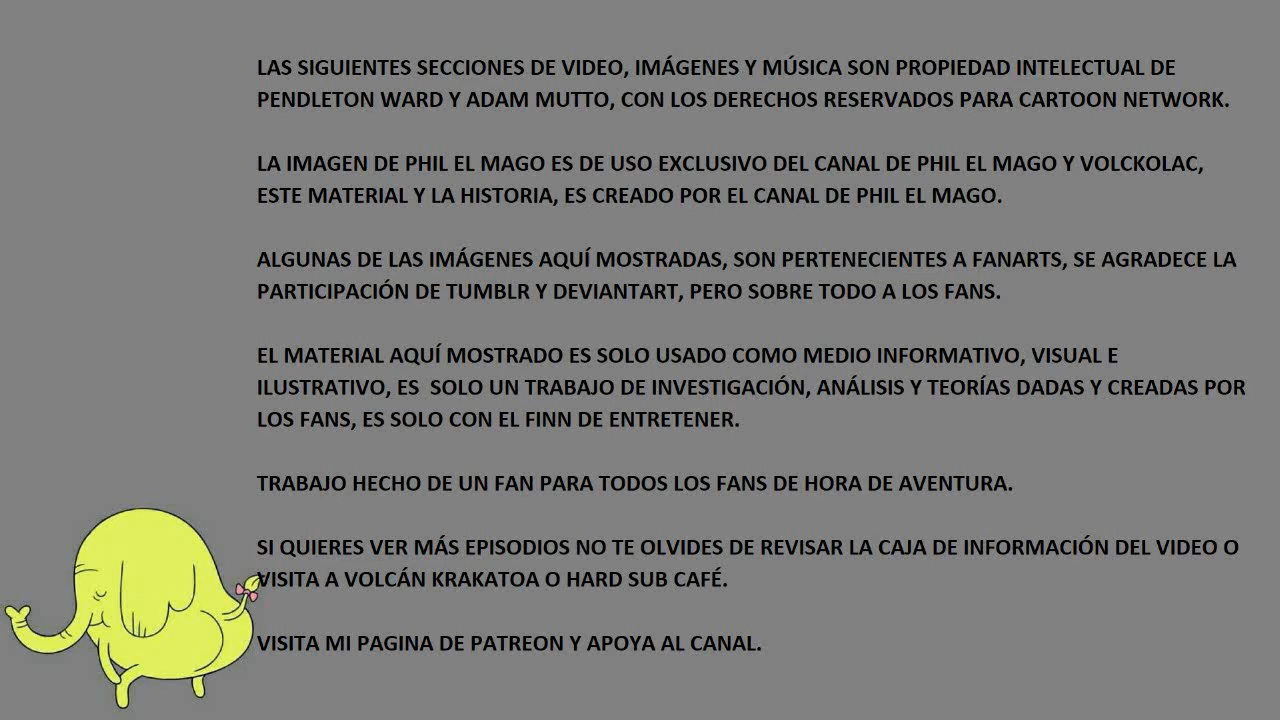 LAS SIGUIENTES SECCIONES DE VIDEO, IMÁGENES Y MÚSICA SON PROPIEDAD INTELECTUAL DE
PENDLETON WARD Y ADAM MUTTO, CON LOS DERECHOS RESERVADOS PARA CARTOON NETWORK.
LA IMAGEN DE PHIL EL MAGO ES DE USO EXCLUSIVO DEL CANAL DE PHIL EL MAGO Y VOLCKOLAC,
ESTE MATERIAL Y LA HISTORIA, ES CREADO POR EL CANAL DE PHIL EL MAGO.
ALGUNAS DE LAS IMÁGENES AQUÍ MOSTRADAS, SON PERTENECIENTES A FANARTS, SE AGRADECE LA
PARTICIPACIÓN DE TUMBLR Y DEVIANTART, PERO SOBRE TODO A LOS FANS.
EL MATERIAL AQUÍ MOSTRADO ES SOLO USADO COMO MEDIO INFORMATIVO, VISUAL E
ILUSTRATIVO, ES  SOLO UN TRABAJO DE INVESTIGACIÓN, ANÁLISIS Y TEORÍAS DADAS Y CREADAS POR
LOS FANS, ES SOLO CON EL FINN DE ENTRETENER.
TRABAJO HECHO DE UN FAN PARA TODOS LOS FANS DE HORA DE AVENTURA.
SI QUIERES VER MÁS EPISODIOS NO TE OLVIDES DE REVISAR LA CAJA DE INFORMACIÓN DEL VIDEO O
VISITA A VOLCÁN KRAKATOA O HARD SUB CAFÉ.
VISITA MI PAGINA DE PATREON Y APOYA AL CANAL.